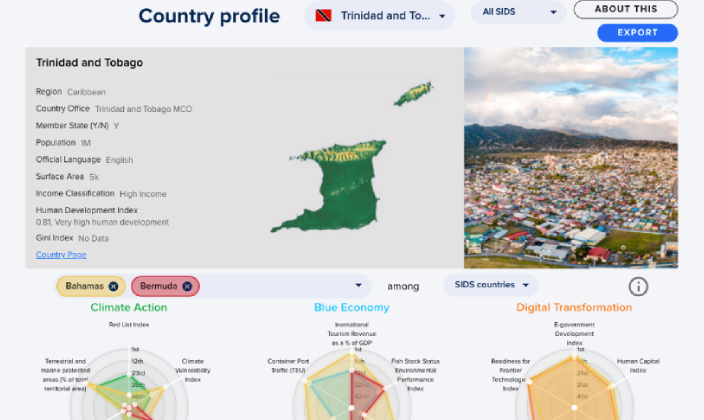 Country profile
Trinidad and To...
All SIDS
ABOUT THIS
EXPORT
Trinidad and Tobago
Region Caribbean
Country Office Trinidad and Tobago MCO
Member State (Y/N) Y
Population 1M
Official Language English
Surface Area 5k
Income Classification High income
Human Development Index
0.81, Very high human development
Gini Index No Data
Country Page
Bahamas
Bermuda
among
SIDS countries
Climate Action
Blue Economy
Digital Transformation
Red List Index
Terrestrial and
marine protected
areas (% of total
territorial area)
Climate
Vulnerability
Index
1st
12th
23rd
International
Tourism Revenue
as a % of GDP
Container Port
Traffic (TEU)
Fish Stock Status
Environmental
Performance
Index
1st
E-government
Development
Index
Readiness for
Frontier
Technologies
Index
Human Capital
Index
1st